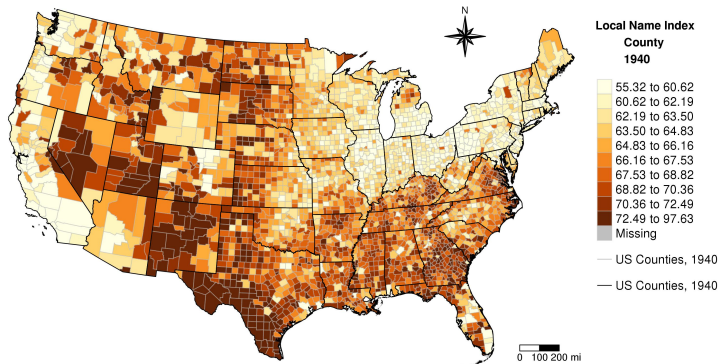 N
Local Name Index
County
1940
55.32 to 60.62
60.62 to 62.19
62.19 to 63.50
63.50 to 64.83
64.83 to 66.16
66.16 to 67.53
67.53 to 68.82
68.82 to 70.36
70.36 to 72.49
72.49 to 97.63
Missing
US Counties, 1940
US Counties, 1940
0 100 200 mi